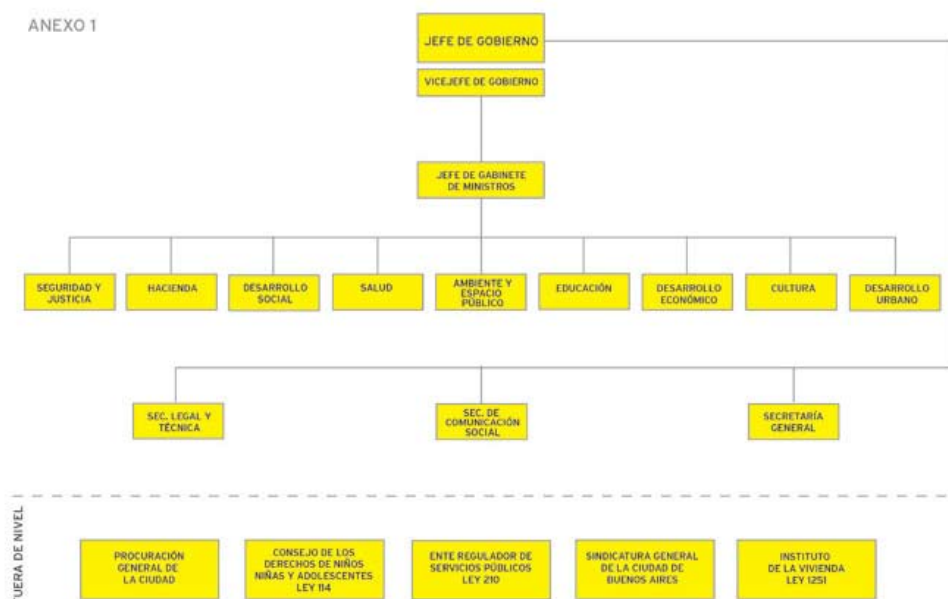 ANEXO 1
JEFE DE GOBIERNO
VICEJEFE DE GOBIERNO
JEFE DE GABINETE
DE MINISTROS
SEGURIDAD Y
JUSTICIA
HACIENDA
DESARROLLO
SOCIAL
SALUD
AMBIENTE Y
ESPACIO
PÚBLICO
EDUCACIÓN
DESARROLLO
ECONÓMICO
CULTURA
DESARROLLO
URBANO
SEC. LEGAL Y
TÉCNICA
SEC. DE
COMUNICACIÓN
SOCIAL
SECRETARÍA
GENERAL
FUERA DE NIVEL
PROCURACIÓN
GENERAL DE
LA CIUDAD
CONSEJO DE LOS
DERECHOS DE NIÑOS
NIÑAS Y ADOLESCENTES
LEY 114
ENTE REGULADOR DE
SERVICIOS PÚBLICOS
LEY 210
SINDICATURA GENERAL
DE LA CIUDAD DE
BUENOS AIRES
INSTITUTO
DE LA VIVIENDA
LEY 1251